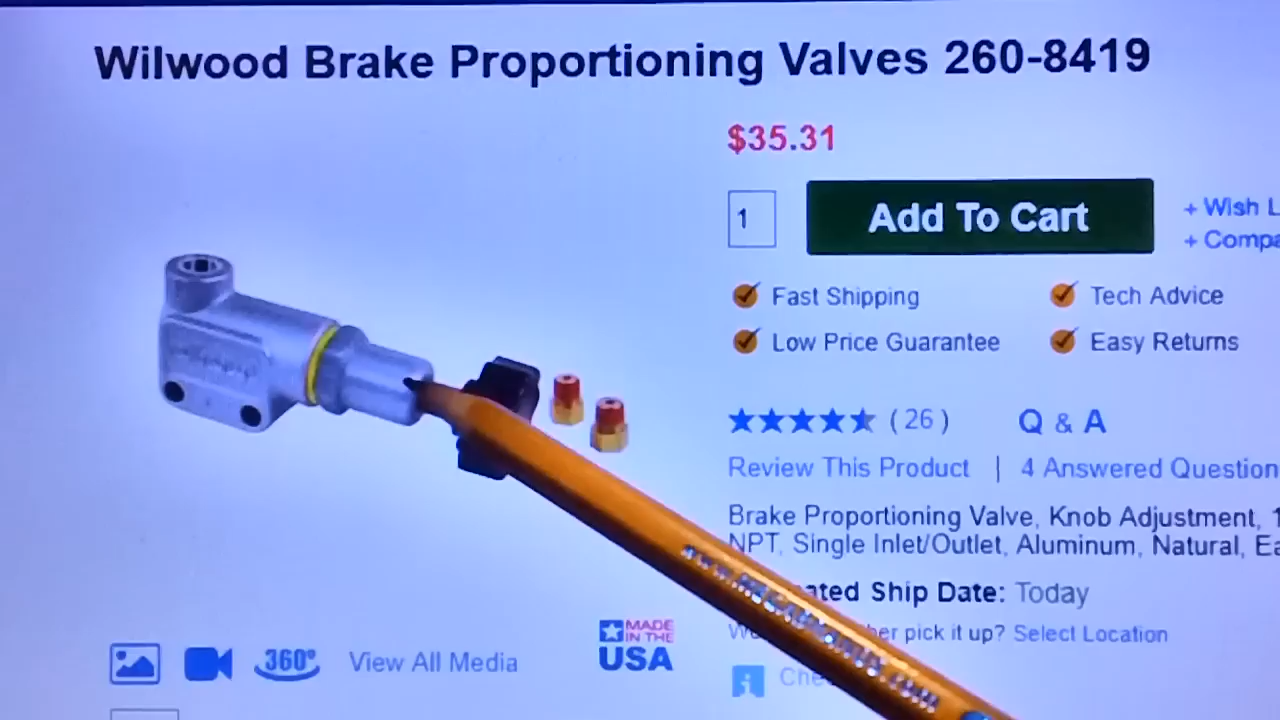 Wilwood Brake Proportioning Valves 260-8419
$35.31
1
Add To Cart
+ Wish L
+ Compa
Fast Shipping
Tech Advice
Low Price Guarantee
Easy Returns
(26)
Q & A
Review This Product | 4 Answered Question
Brake Proportioning Valve, Knob Adjustment, 1
NPT, Single Inlet/Outlet, Aluminum, Natural, Ea
ated Ship Date: Today
her pick it up? Select Location
MADE
IN THE
USA
360°
View All Media
Che